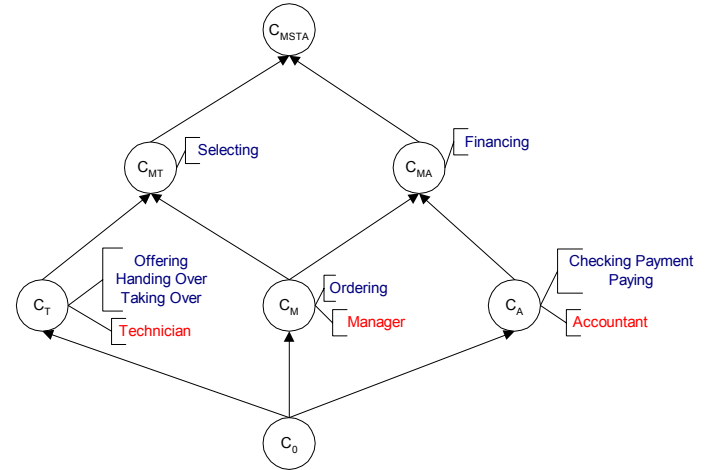 C_MSTA
C_MT
Selecting
C_MA
Financing
C_T
Offering
Handing Over
Taking Over
Technician
C_M
Ordering
Manager
C_A
Checking Payment
Paying
Accountant
C_0